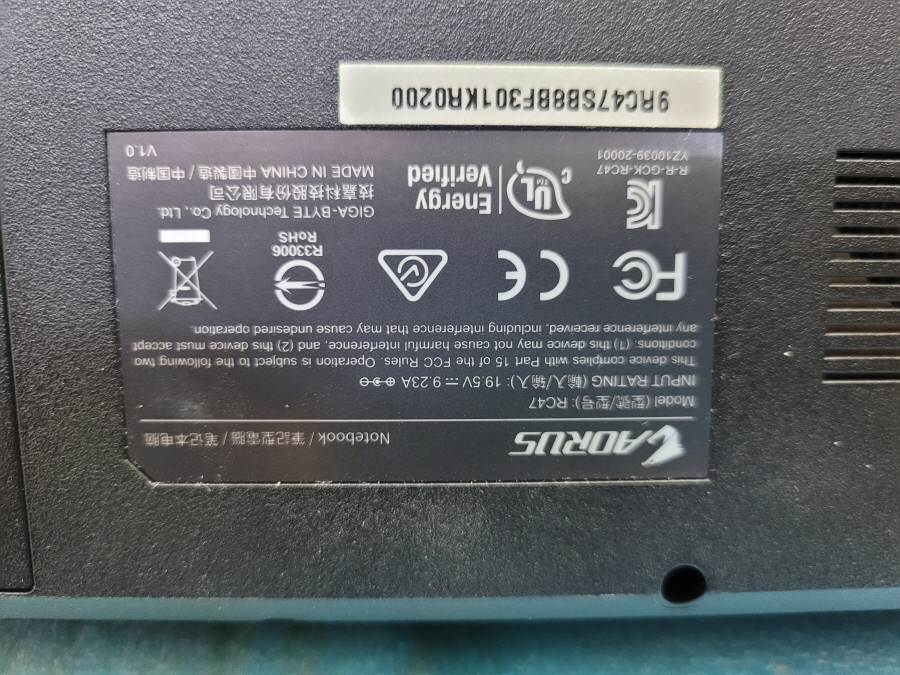 AORUS
Notebook / 筆記型電腦 / 笔记本电脑
Model (型號/型号): RC47
INPUT RATING (輸入/输入): 19.5V ⎓ 9.23A
This device complies with Part 15 of the FCC Rules. Operation is subject to the following two
conditions: (1) this device may not cause harmful interference, and (2) this device must accept
any interference received, including interference that may cause undesired operation.
FC CE
R33006
RoHS
UL Energy
Verified
GIGA-BYTE Technology Co., Ltd.
技嘉科技股份有限公司
R-R-GCK-RC47
YZ10039-20001
MADE IN CHINA / 中國製造 / 中国制造
V1.0
9RC47SB8BF301KR0200